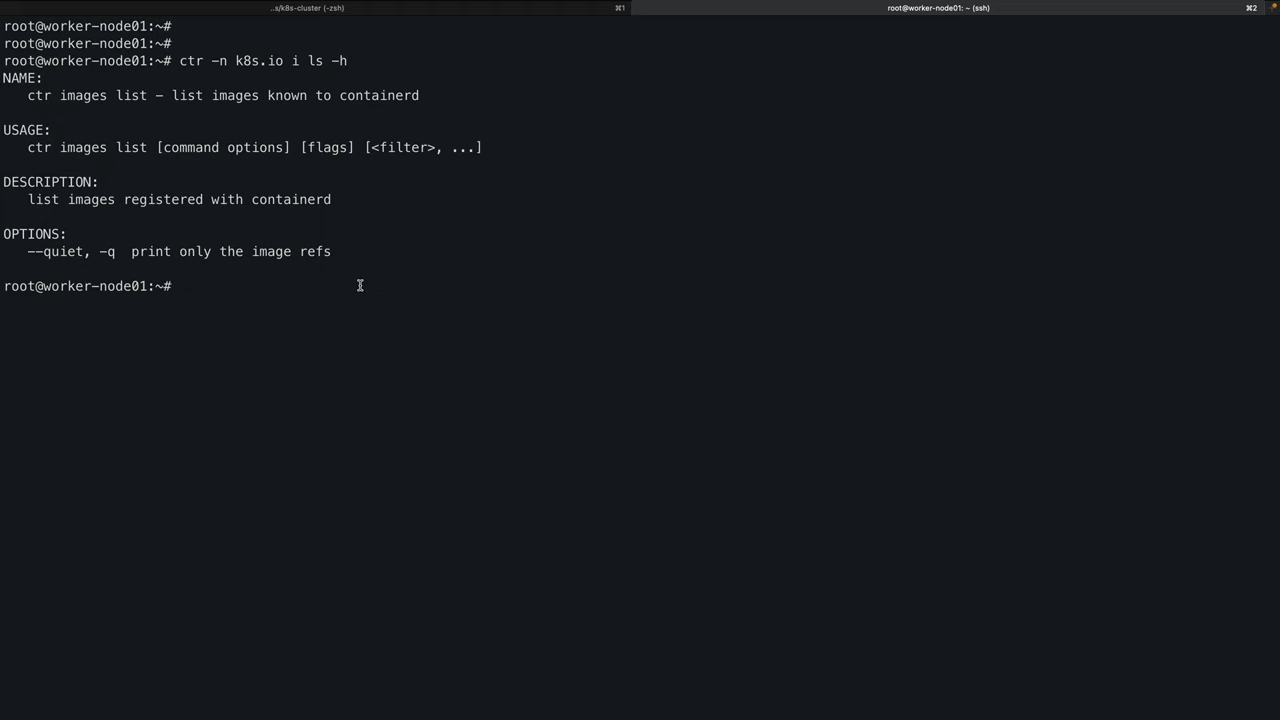 ..s/k8s-cluster (-zsh) ⌘1 root@worker-node01: ~ (ssh) ⌘2
root@worker-node01:~#
root@worker-node01:~#
root@worker-node01:~# ctr -n k8s.io i ls -h
NAME:
   ctr images list - list images known to containerd
USAGE:
   ctr images list [command options] [flags] [<filter>, ...]
DESCRIPTION:
   list images registered with containerd
OPTIONS:
   --quiet, -q  print only the image refs
root@worker-node01:~#